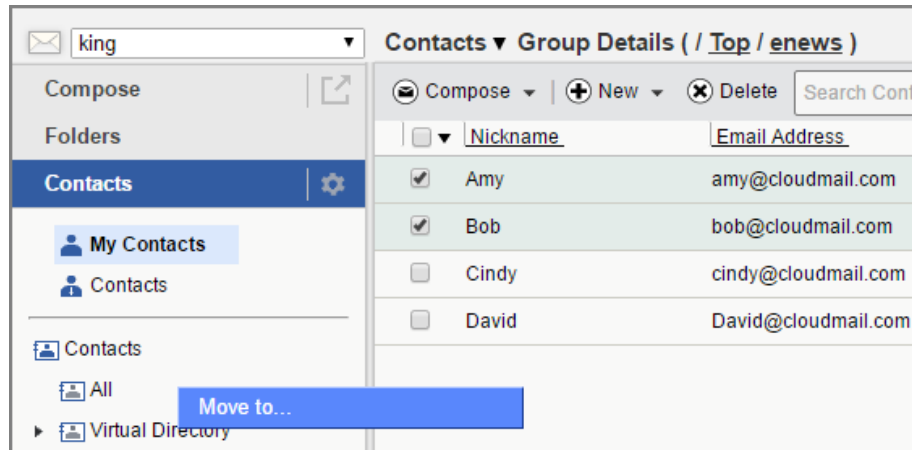 king
Contacts ▼ Group Details ( / Top / enews )
Compose
Folders
Contacts
My Contacts
Contacts
Contacts
All
Virtual Directory
Compose
New
Delete
Search Cont
Nickname Email Address
Amy amy@cloudmail.com
Bob bob@cloudmail.com
Cindy cindy@cloudmail.com
David David@cloudmail.com
Move to...